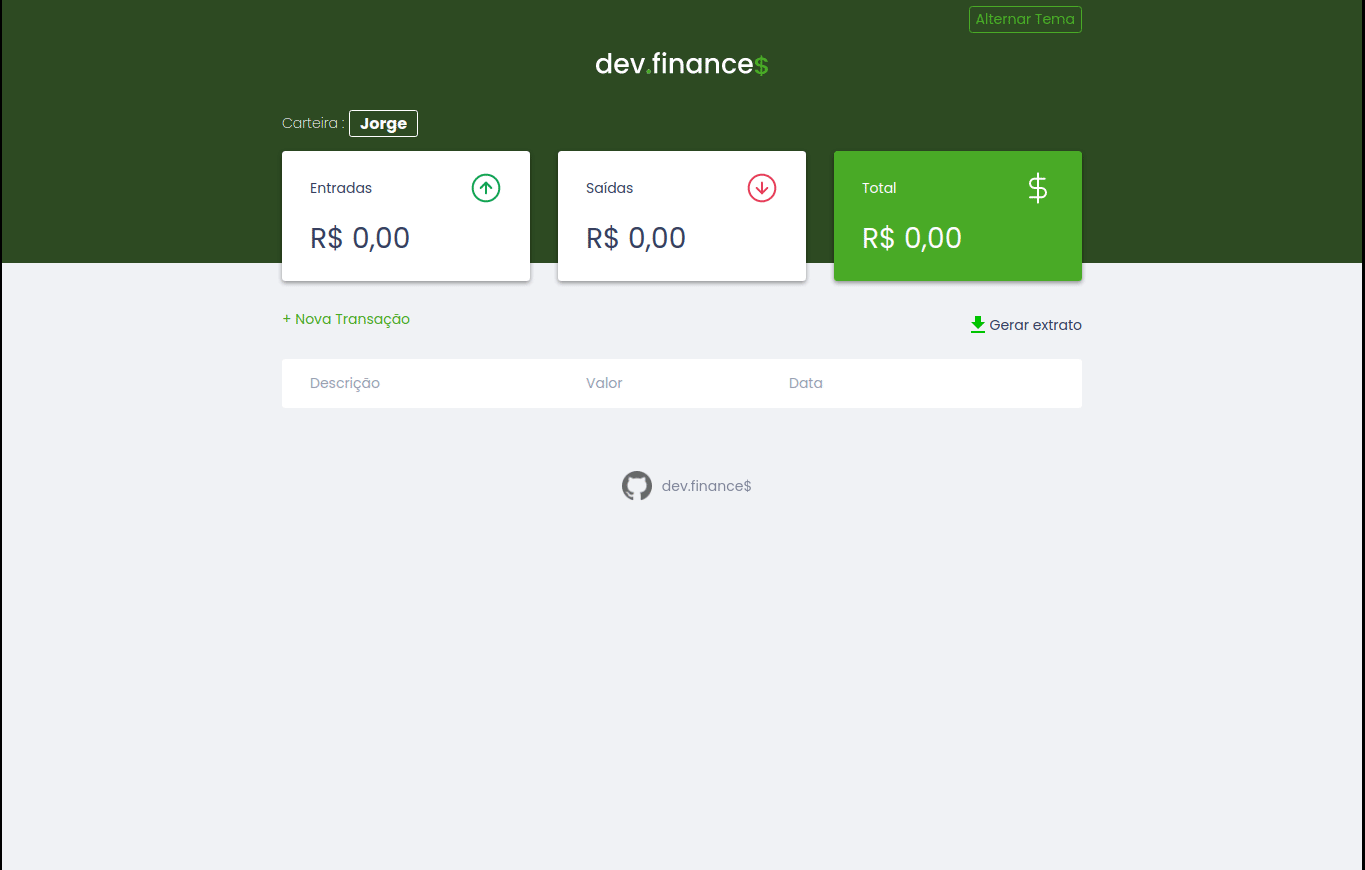 Alternar Tema
dev.finance$
Carteira : Jorge
Entradas
R$ 0,00
Saídas
R$ 0,00
Total
$
R$ 0,00
+ Nova Transação
Gerar extrato
Descrição Valor Data
dev.finance$